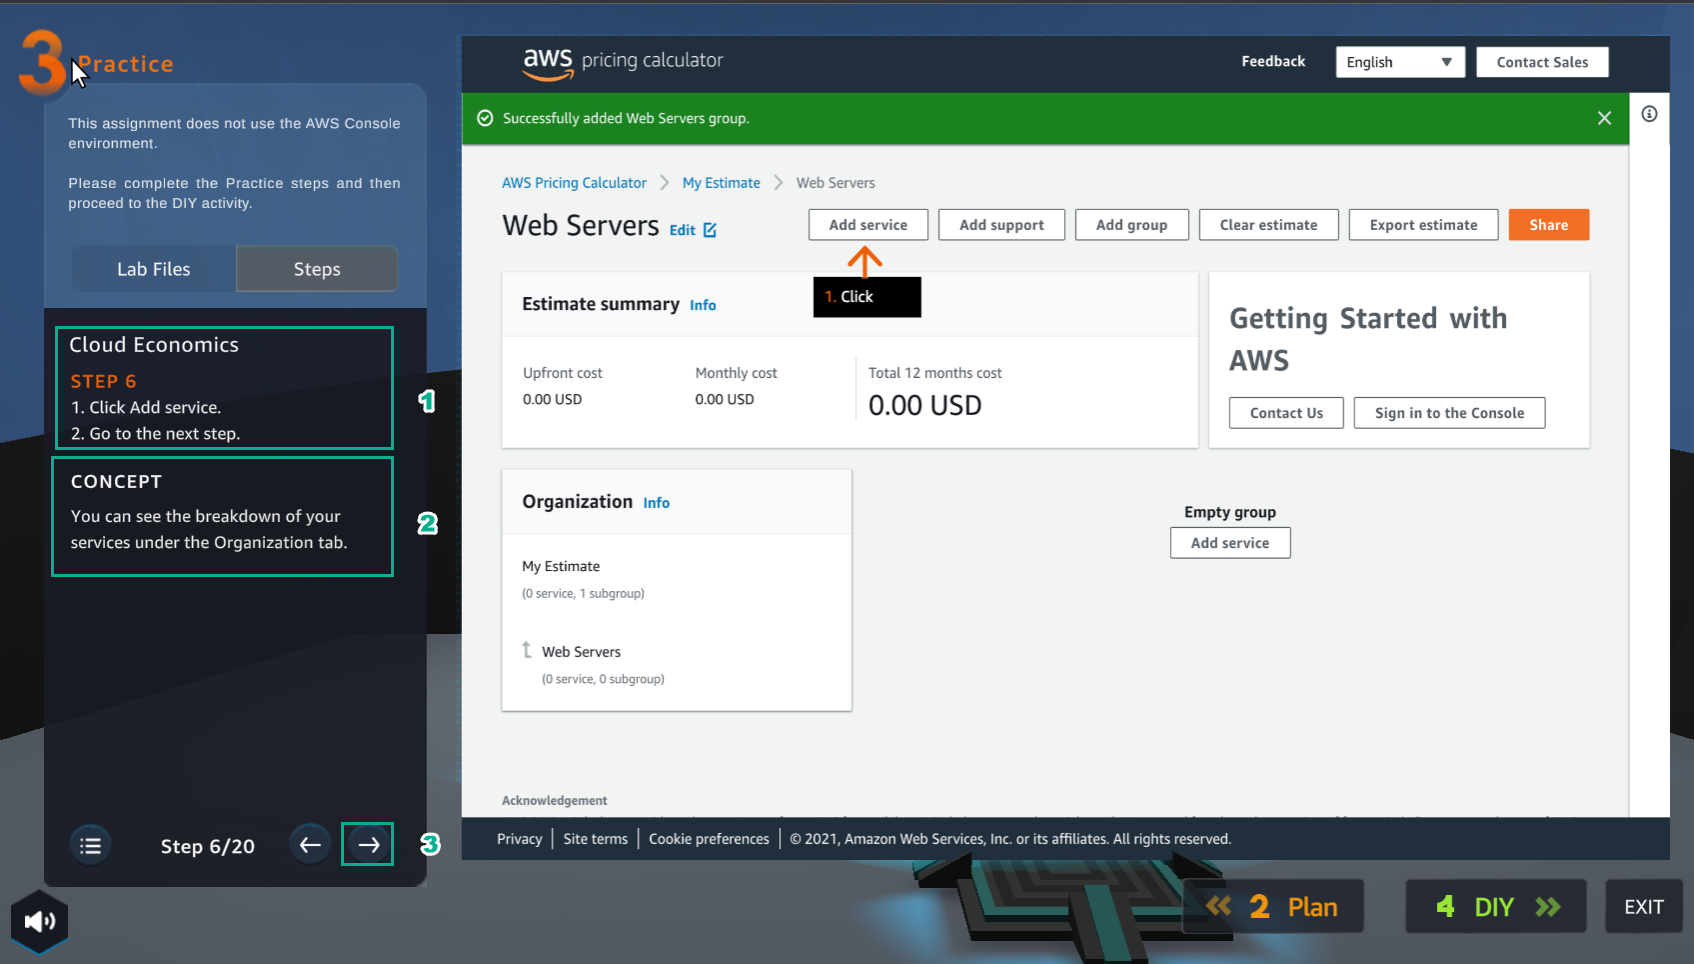 3 Practice
This assignment does not use the AWS Console
environment.
Please complete the Practice steps and then
proceed to the DIY activity.
Lab Files
Steps
Cloud Economics
STEP 6
1. Click Add service.
2. Go to the next step.
1
CONCEPT
You can see the breakdown of your
services under the Organization tab.
2
Step 6/20
3
aws pricing calculator
Feedback
English
Contact Sales
Successfully added Web Servers group.
AWS Pricing Calculator
My Estimate
Web Servers
Web Servers Edit
Add service
Add support
Add group
Clear estimate
Export estimate
Share
1. Click
Estimate summary Info
Upfront cost
0.00 USD
Monthly cost
0.00 USD
Total 12 months cost
0.00 USD
Getting Started with
AWS
Contact Us
Sign in to the Console
Organization Info
My Estimate
(0 service, 1 subgroup)
Web Servers
(0 service, 0 subgroup)
Empty group
Add service
Acknowledgement
Privacy | Site terms | Cookie preferences | © 2021, Amazon Web Services, Inc. or its affiliates. All rights reserved.
2 Plan
4 DIY
EXIT